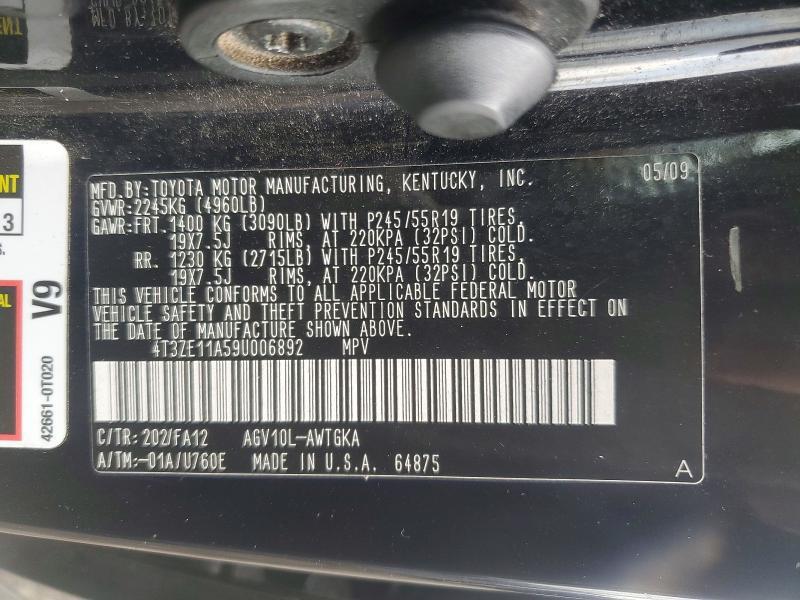 MFD.BY:TOYOTA MOTOR MANUFACTURING, KENTUCKY, INC. 05/09
GVWR:2245KG (4960LB)
GAWR:FRT.1400 KG (3090LB) WITH P245/55R19 TIRES,
19X7.5J RIMS, AT 220KPA (32PSI) COLD.
RR. 1230 KG (2715LB) WITH P245/55R19 TIRES,
19X7.5J RIMS, AT 220KPA (32PSI) COLD.
THIS VEHICLE CONFORMS TO ALL APPLICABLE FEDERAL MOTOR
VEHICLE SAFETY AND THEFT PREVENTION STANDARDS IN EFFECT ON
THE DATE OF MANUFACTURE SHOWN ABOVE.
4T3ZE11A59U006892 MPV
C/TR:202/FA12 AGV10L-AWTGKA
A/TM:-01A/U760E MADE IN U.S.A. 64875
A
3
V9
42661-0T020